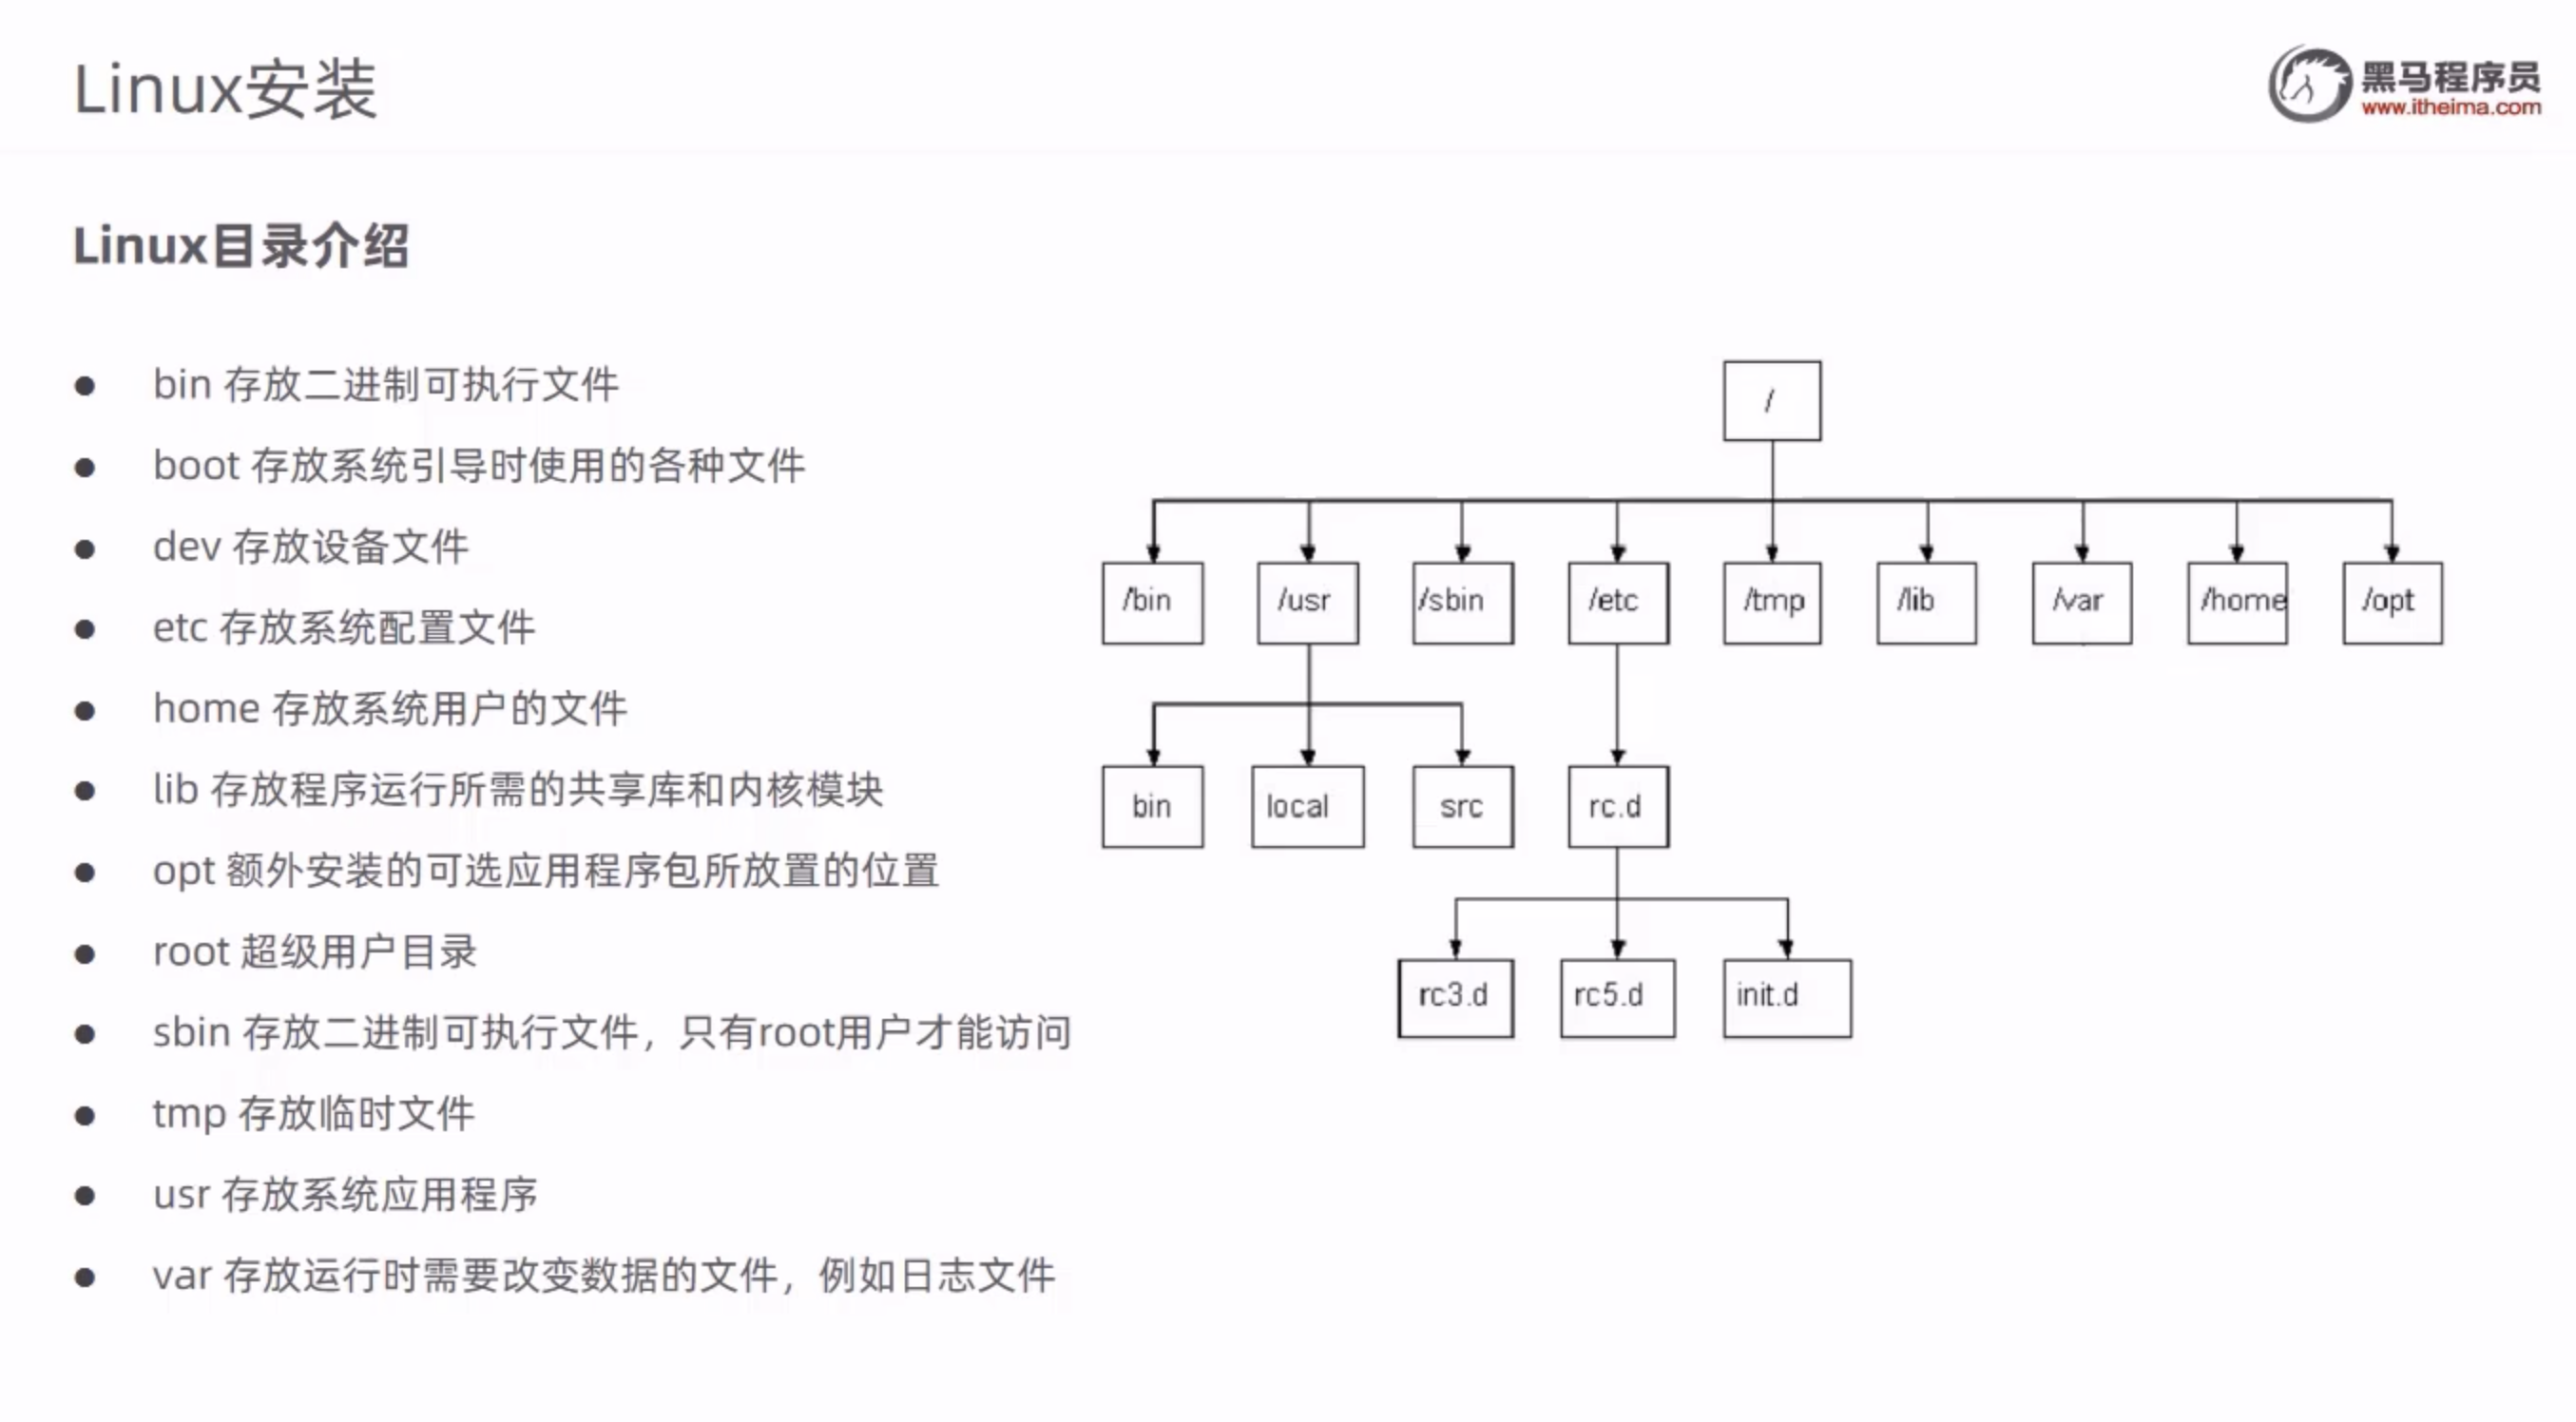 Linux安装
黑马程序员
www.itheima.com
Linux目录介绍
bin 存放二进制可执行文件
boot 存放系统引导时使用的各种文件
dev 存放设备文件
etc 存放系统配置文件
home 存放系统用户的文件
lib 存放程序运行所需的共享库和内核模块
opt 额外安装的可选应用程序包所放置的位置
root 超级用户目录
sbin 存放二进制可执行文件，只有root用户才能访问
tmp 存放临时文件
usr 存放系统应用程序
var 存放运行时需要改变数据的文件，例如日志文件
/
/bin /usr /sbin /etc /tmp /lib /var /home /opt
bin local src rc.d
rc3.d rc5.d init.d